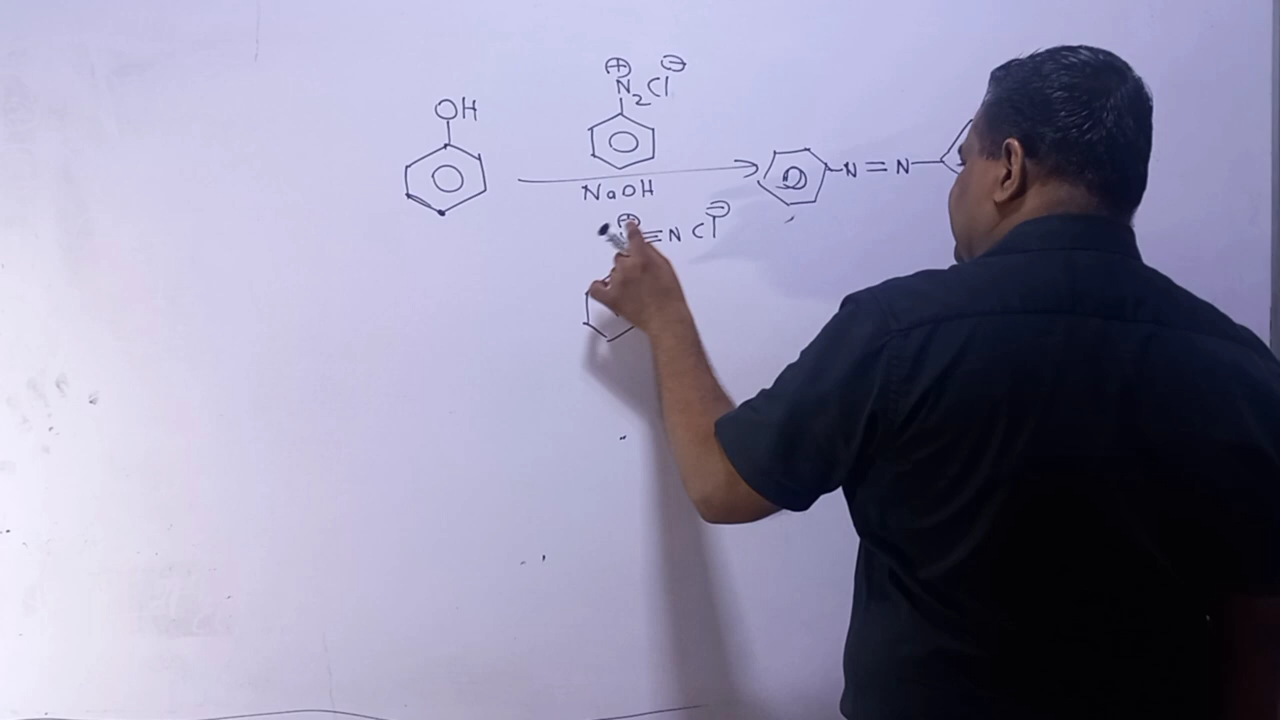 ⊕ ⊖
N₂Cl
OH
N=N
NaOH
⊕ ⊖
≡N Cl